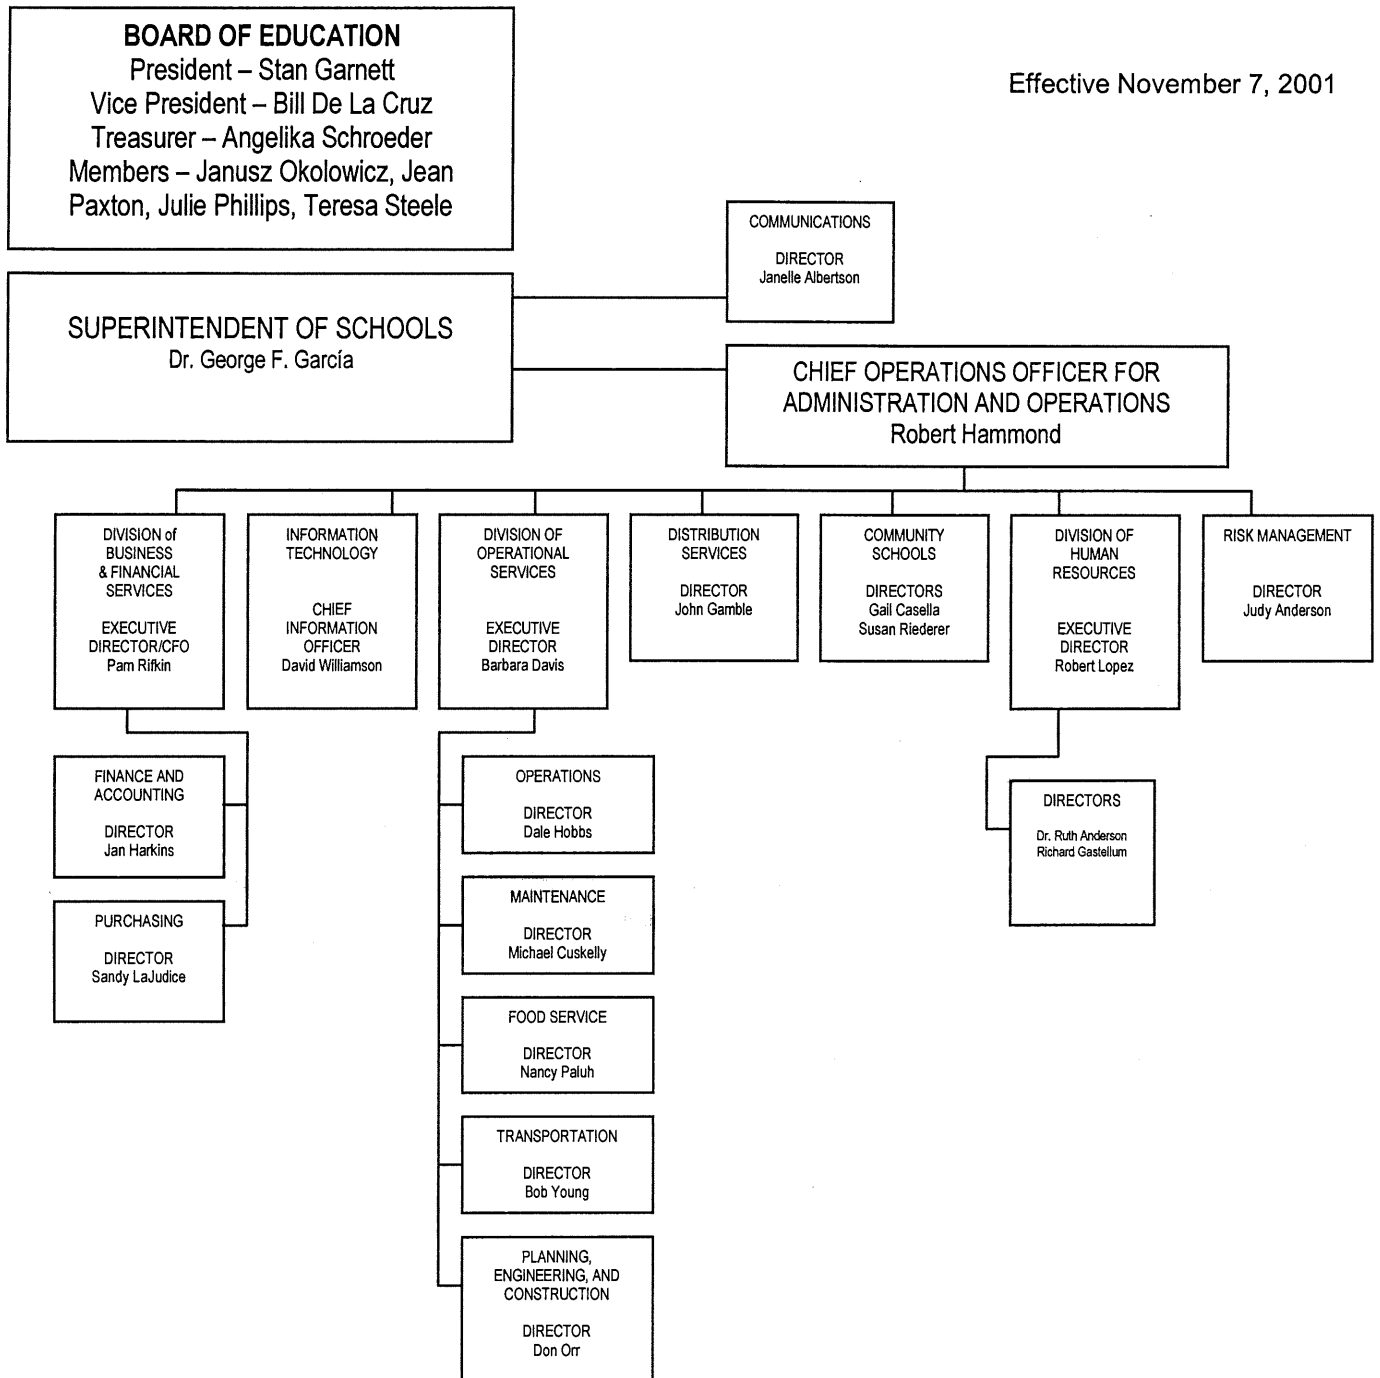 BOARD OF EDUCATION
President – Stan Garnett
Vice President – Bill De La Cruz
Treasurer – Angelika Schroeder
Members – Janusz Okolowicz, Jean
Paxton, Julie Phillips, Teresa Steele
Effective November 7, 2001
COMMUNICATIONS
DIRECTOR
Janelle Albertson
SUPERINTENDENT OF SCHOOLS
Dr. George F. García
CHIEF OPERATIONS OFFICER FOR
ADMINISTRATION AND OPERATIONS
Robert Hammond
DIVISION of
BUSINESS
& FINANCIAL
SERVICES
EXECUTIVE
DIRECTOR/CFO
Pam Rifkin
INFORMATION
TECHNOLOGY
CHIEF
INFORMATION
OFFICER
David Williamson
DIVISION OF
OPERATIONAL
SERVICES
EXECUTIVE
DIRECTOR
Barbara Davis
DISTRIBUTION
SERVICES
DIRECTOR
John Gamble
COMMUNITY
SCHOOLS
DIRECTORS
Gail Casella
Susan Riederer
DIVISION OF
HUMAN
RESOURCES
EXECUTIVE
DIRECTOR
Robert Lopez
RISK MANAGEMENT
DIRECTOR
Judy Anderson
FINANCE AND
ACCOUNTING
DIRECTOR
Jan Harkins
PURCHASING
DIRECTOR
Sandy LaJudice
OPERATIONS
DIRECTOR
Dale Hobbs
MAINTENANCE
DIRECTOR
Michael Cuskelly
FOOD SERVICE
DIRECTOR
Nancy Paluh
TRANSPORTATION
DIRECTOR
Bob Young
PLANNING,
ENGINEERING, AND
CONSTRUCTION
DIRECTOR
Don Orr
DIRECTORS
Dr. Ruth Anderson
Richard Gastellum